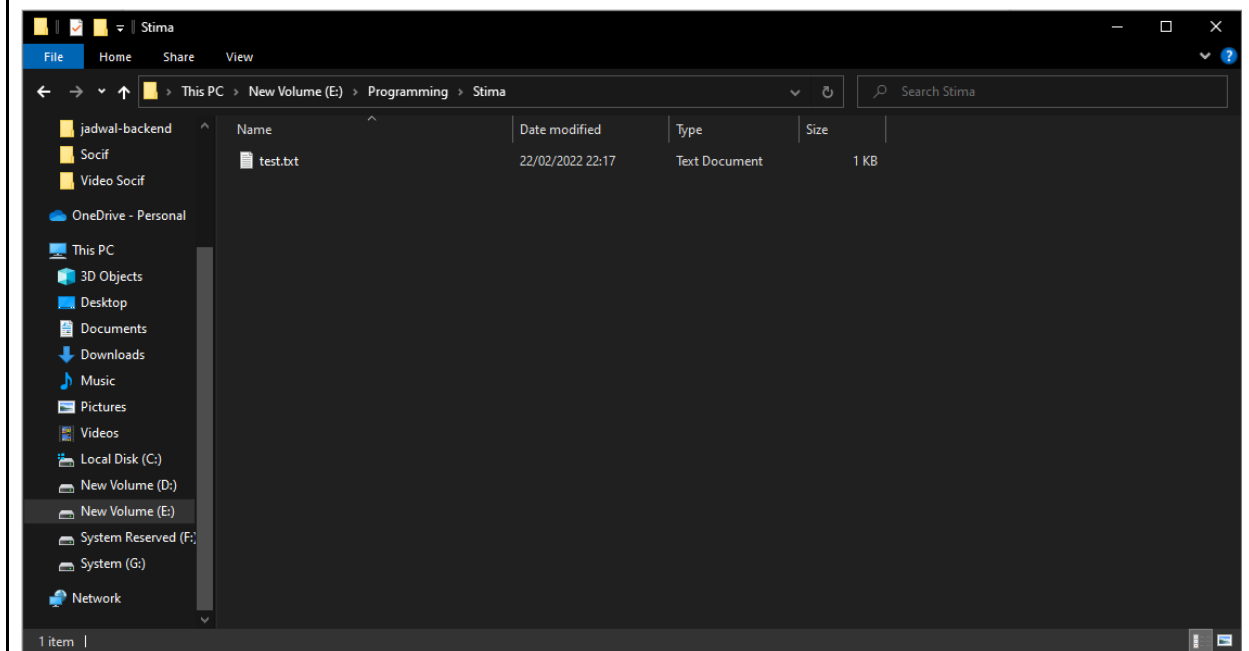 Stima
File Home Share View
This PC New Volume (E:) Programming Stima Search Stima
jadwal-backend
Socif
Video Socif
OneDrive - Personal
This PC
3D Objects
Desktop
Documents
Downloads
Music
Pictures
Videos
Local Disk (C:)
New Volume (D:)
New Volume (E:)
System Reserved (F:)
System (G:)
Network
Name Date modified Type Size
test.txt 22/02/2022 22:17 Text Document 1 KB
1 item